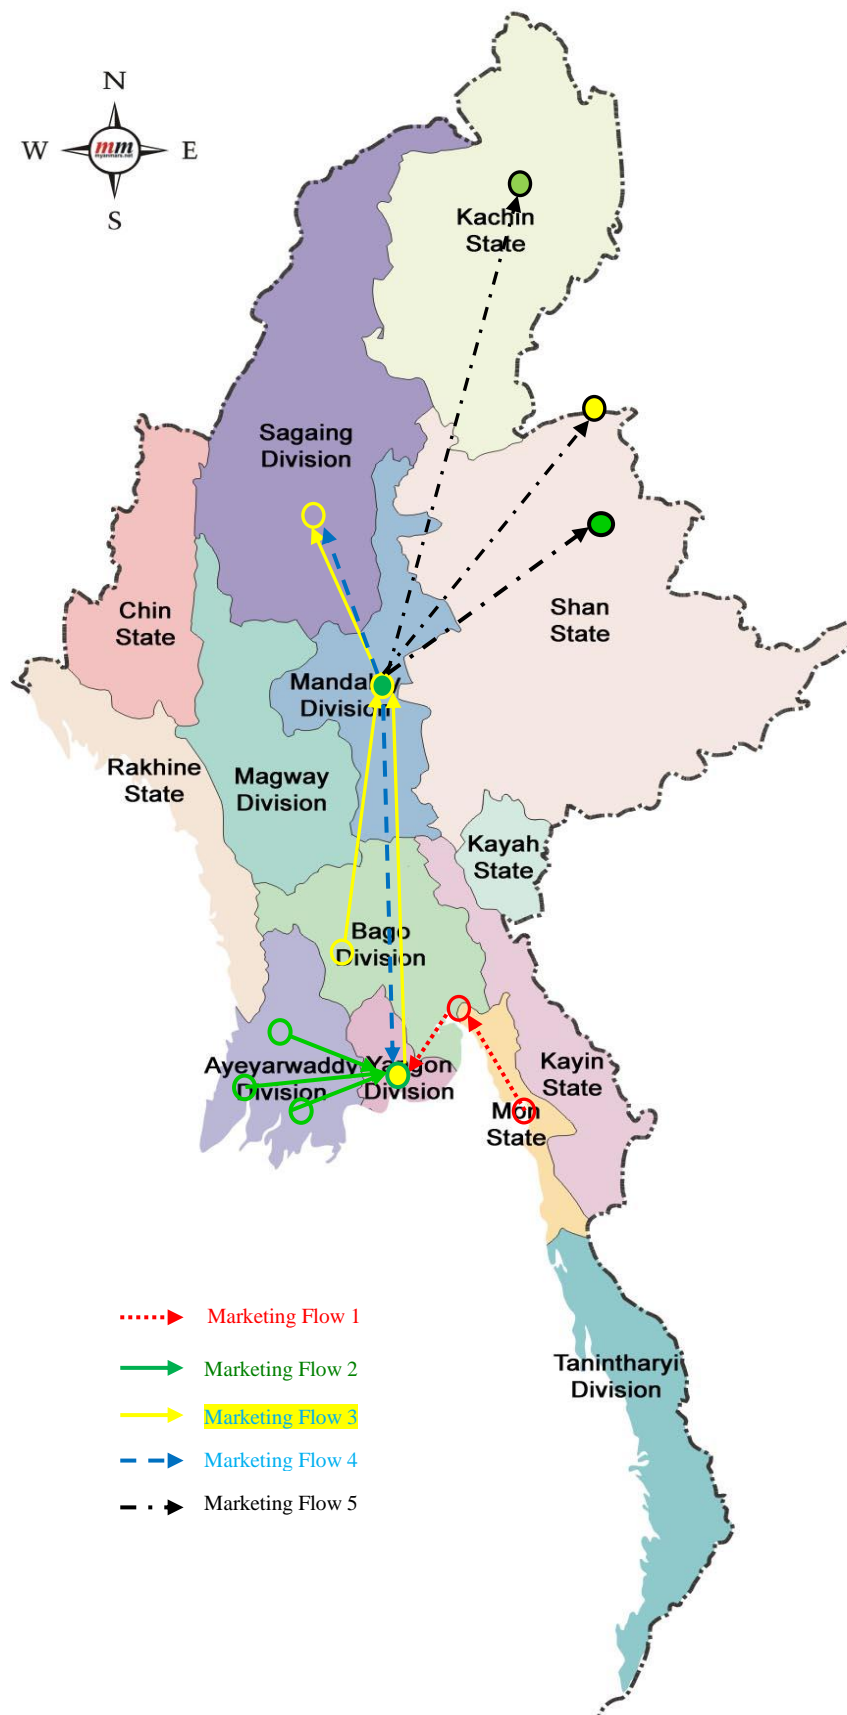 N
W
mm
myanmars.net
E
S
Kachin
State
Sagaing
Division
Chin
State
Shan
State
Mandalay
Division
Rakhine
State
Magway
Division
Kayah
State
Bago
Division
Ayeyarwaddy
Division
Yangon
Division
Kayin
State
Mon
State
Marketing Flow 1
Marketing Flow 2
Marketing Flow 3
Marketing Flow 4
Marketing Flow 5
Tanintharyi
Division